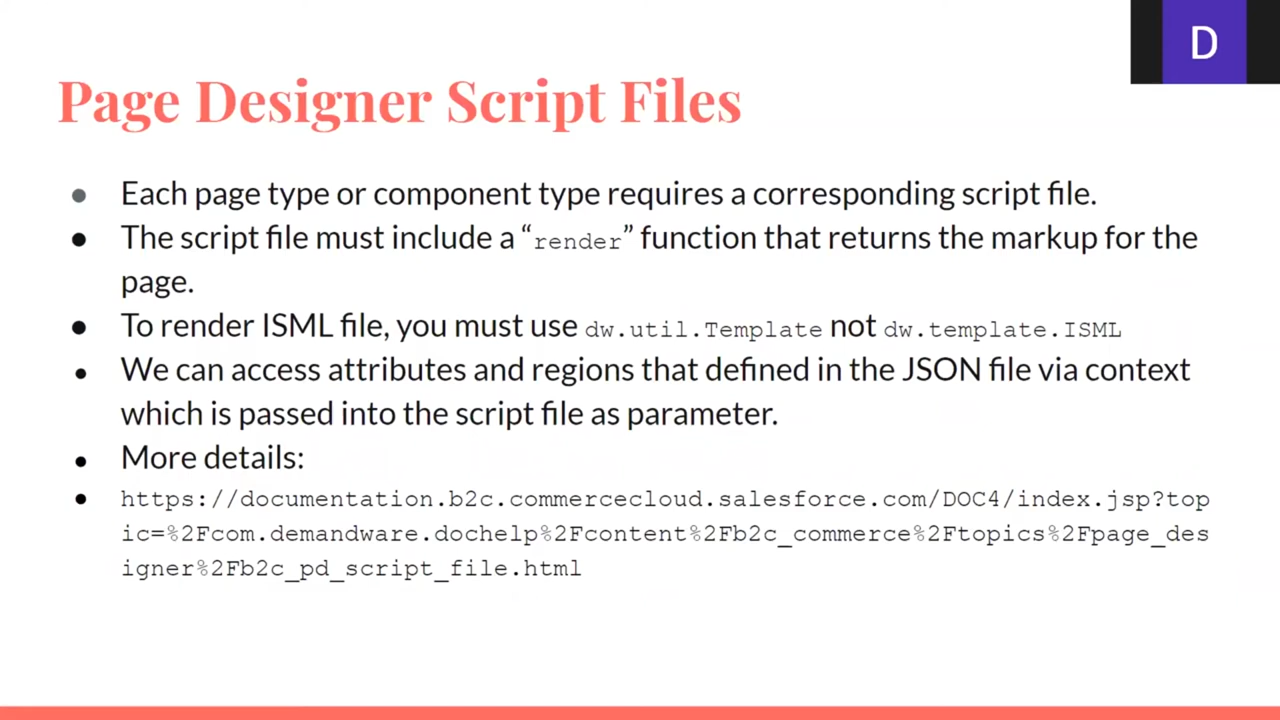 D
Page Designer Script Files
● Each page type or component type requires a corresponding script file.
● The script file must include a “render” function that returns the markup for the
page.
● To render ISML file, you must use dw.util.Template not dw.template.ISML
● We can access attributes and regions that defined in the JSON file via context
which is passed into the script file as parameter.
● More details:
● https://documentation.b2c.commercecloud.salesforce.com/DOC4/index.jsp?top
ic=%2Fcom.demandware.dochelp%2Fcontent%2Fb2c_commerce%2Ftopics%2Fpage_des
igner%2Fb2c_pd_script_file.html